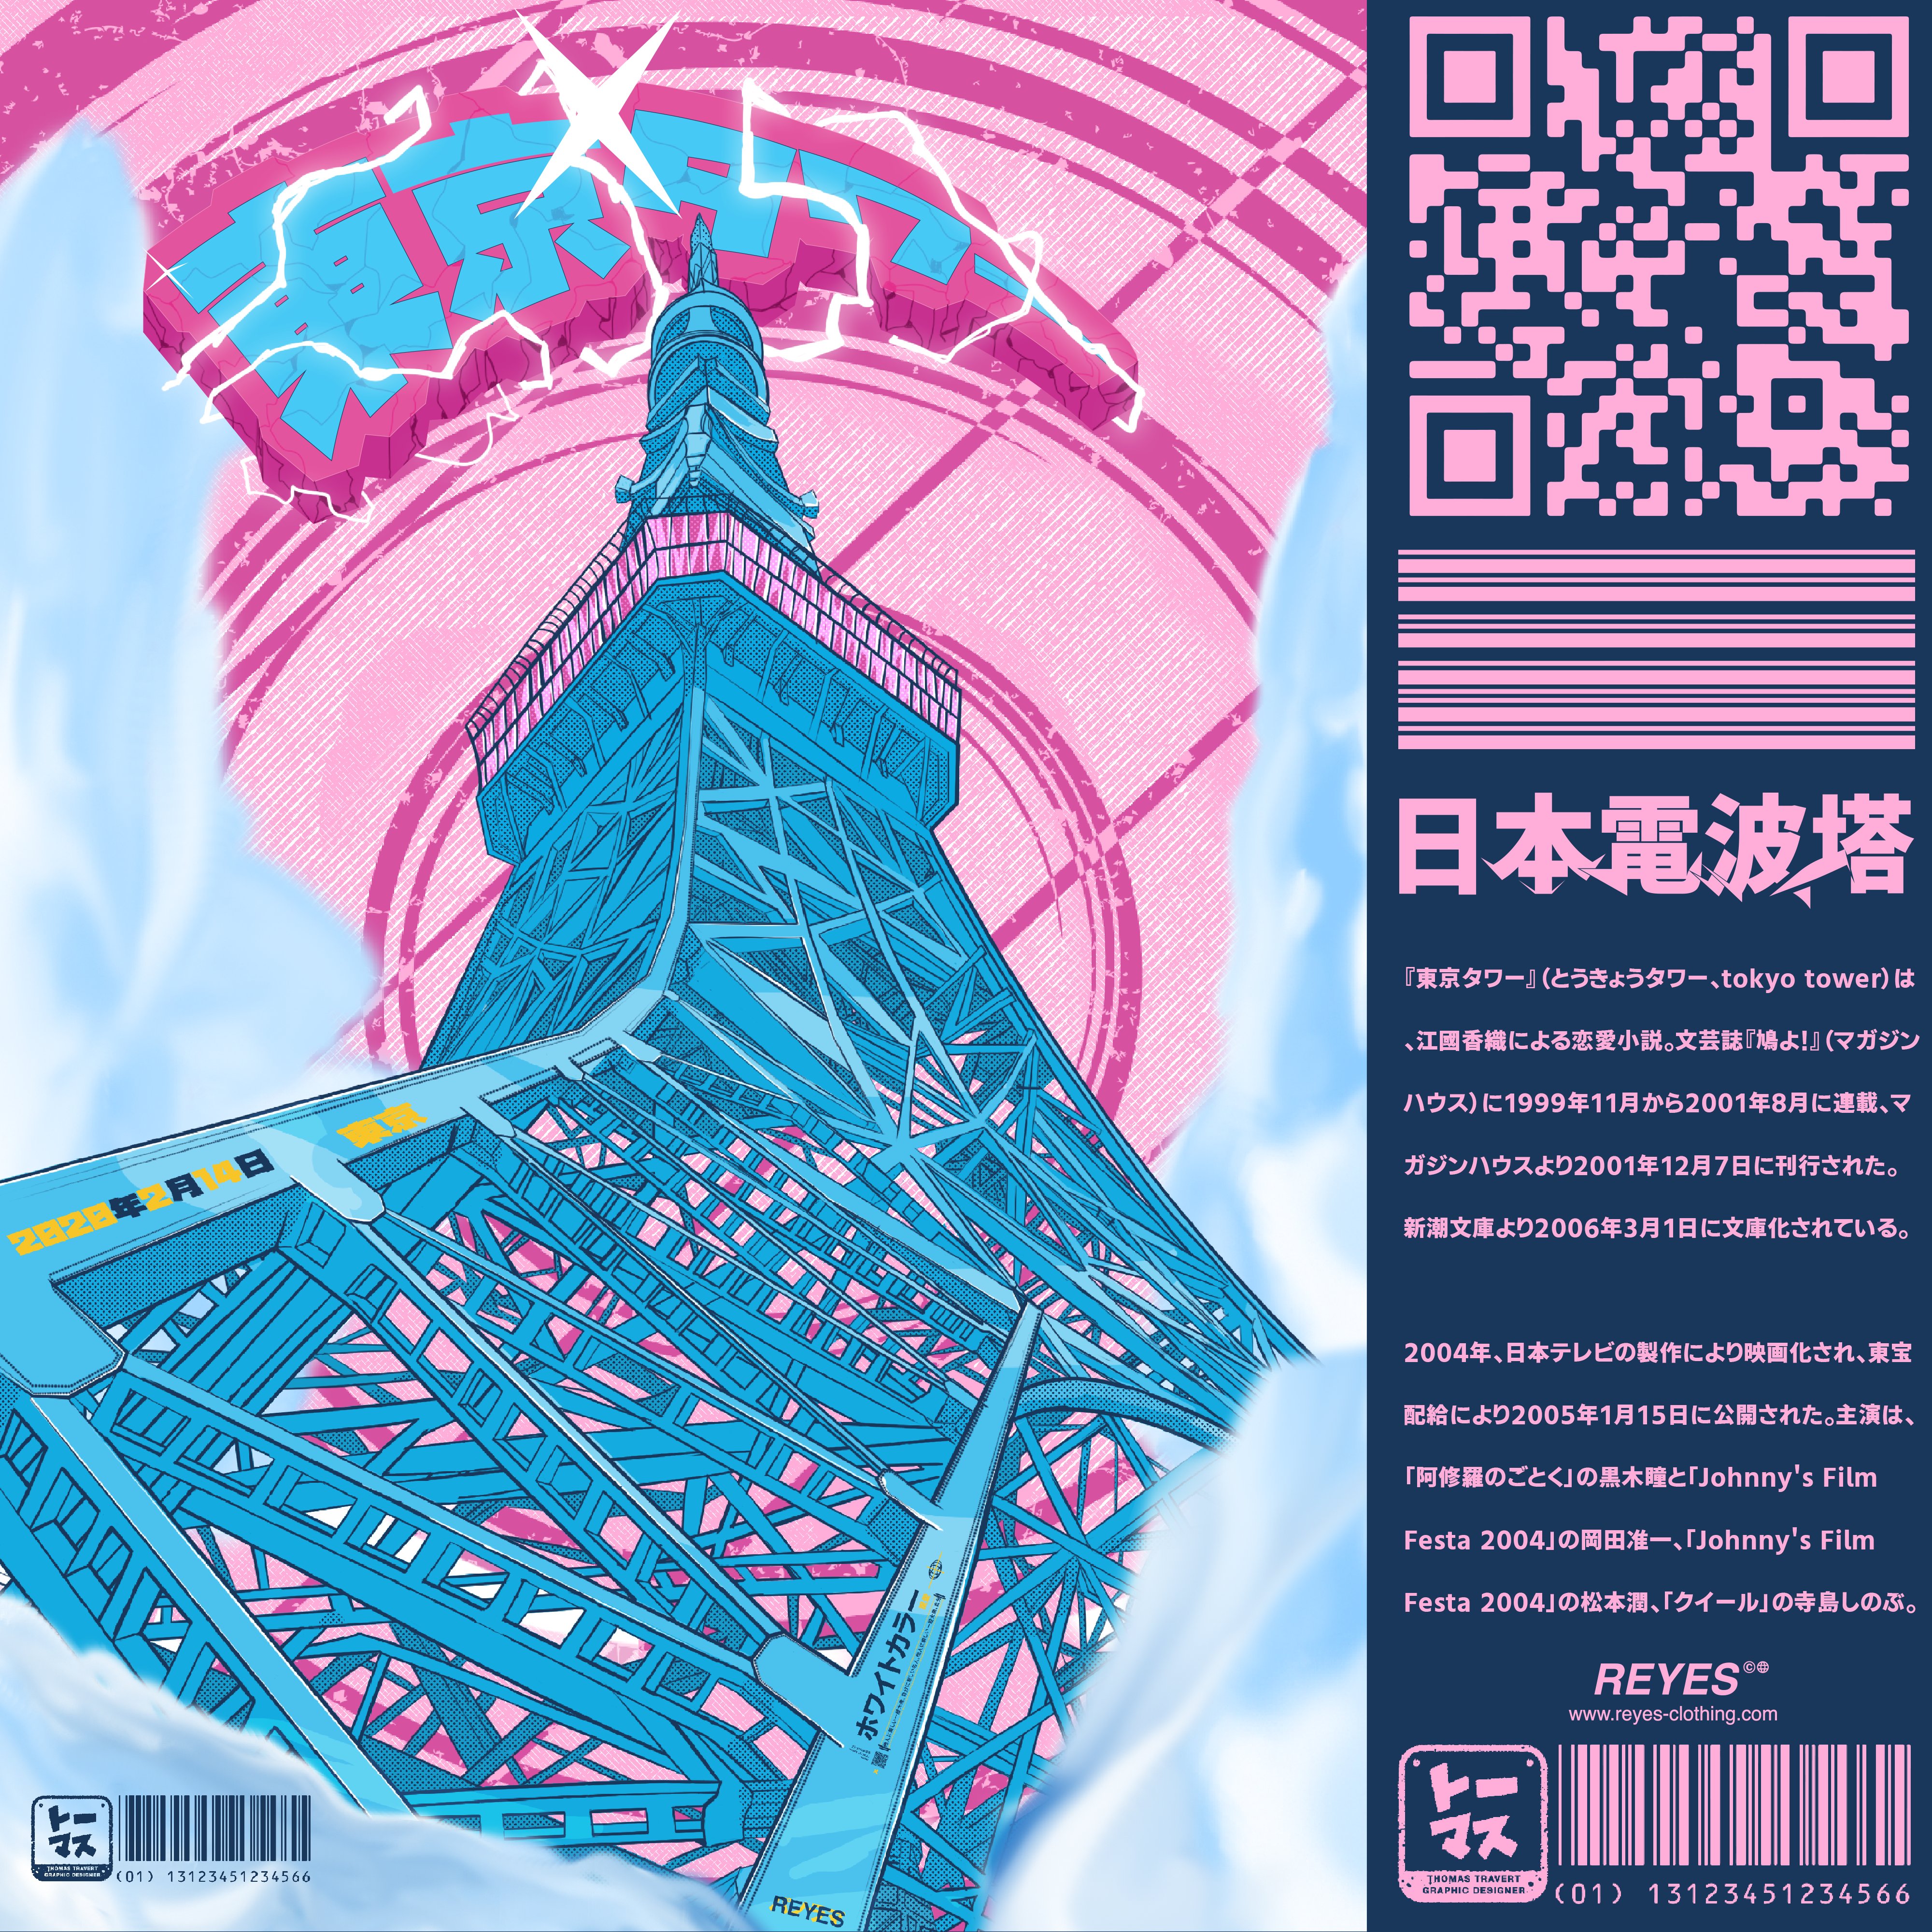 東京タワー
2028年2月14日
東京
ホワイトカラー
REYES
トーマス
THOMAS TRAVERT
GRAPHIC DESIGNER
(01) 13123451234566
日本電波塔
『東京タワー』(とうきょうタワー、tokyo tower)は
、江國香織による恋愛小説。文芸誌『鳩よ!』(マガジン
ハウス)に1999年11月から2001年8月に連載、マ
ガジンハウスより2001年12月7日に刊行された。
新潮文庫より2006年3月1日に文庫化されている。
2004年、日本テレビの製作により映画化され、東宝
配給により2005年1月15日に公開された。主演は、
「阿修羅のごとく」の黒木瞳と「Johnny's Film
Festa 2004」の岡田准一、「Johnny's Film
Festa 2004」の松本潤、「クイール」の寺島しのぶ。
REYES©
www.reyes-clothing.com
トーマス
THOMAS TRAVERT
GRAPHIC DESIGNER
(01) 13123451234566